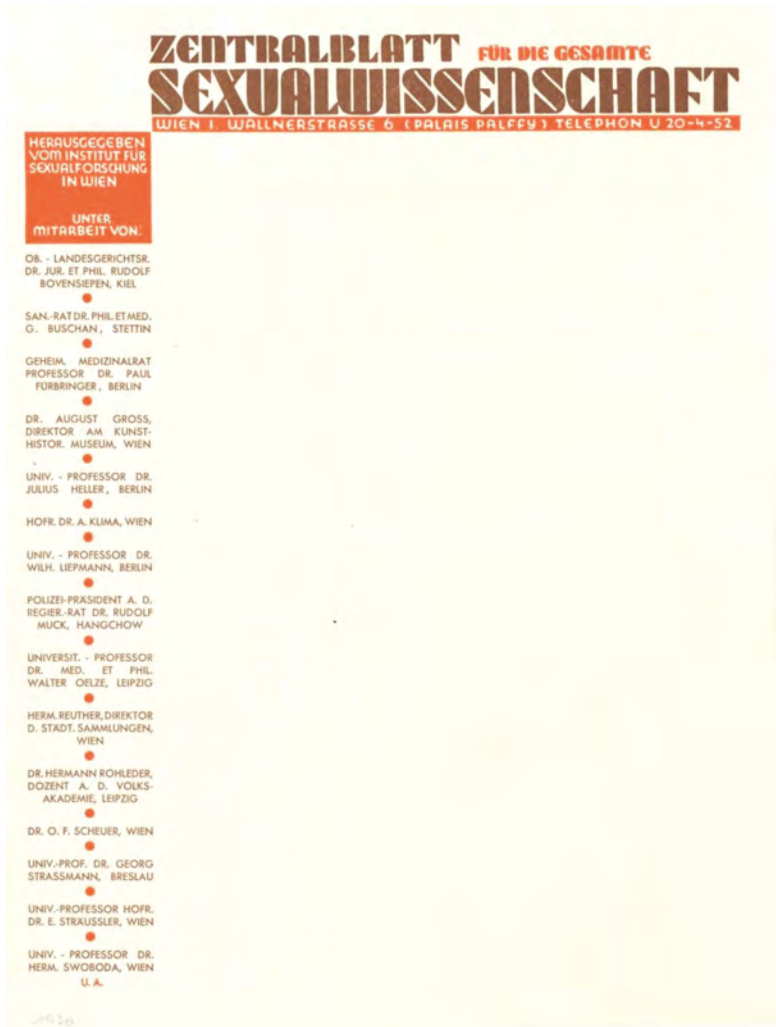 ZENTRALBLATT FÜR DIE GESAMTE
SEXUALWISSENSCHAFT
WIEN I. WALLNERSTRASSE 6 (PALAIS PALFFY) TELEPHON U 20-4-52
HERAUSGEGEBEN
VOM INSTITUT FÜR
SEXUALFORSCHUNG
IN WIEN
UNTER
MITARBEIT VON:
OB. - LANDESGERICHTSR.
DR. JUR. ET PHIL. RUDOLF
BOVENSIEPEN, KIEL
SAN.-RAT DR. PHIL. ET MED.
G. BUSCHAN, STETTIN
GEHEIM. MEDIZINALRAT
PROFESSOR DR. PAUL
FÜRBRINGER, BERLIN
DR. AUGUST GROSS,
DIREKTOR AM KUNST-
HISTOR. MUSEUM, WIEN
UNIV. - PROFESSOR DR.
JULIUS HELLER, BERLIN
HOFR. DR. A. KLIMA, WIEN
UNIV. - PROFESSOR DR.
WILH. LIEPMANN, BERLIN
POLIZEI-PRÄSIDENT A. D.
REGIER.-RAT DR. RUDOLF
MUCK, HANGCHOW
UNIVERSIT. - PROFESSOR
DR. MED. ET PHIL.
WALTER OELZE, LEIPZIG
HERM. REUTHER, DIREKTOR
D. STÄDT. SAMMLUNGEN,
WIEN
DR. HERMANN ROHLEDER,
DOZENT A. D. VOLKS-
AKADEMIE, LEIPZIG
DR. O. F. SCHEUER, WIEN
UNIV.-PROF. DR. GEORG
STRASSMANN, BRESLAU
UNIV.-PROFESSOR HOFR.
DR. E. STRÄUSSLER, WIEN
UNIV. - PROFESSOR DR.
HERM. SWOBODA, WIEN
U. A.